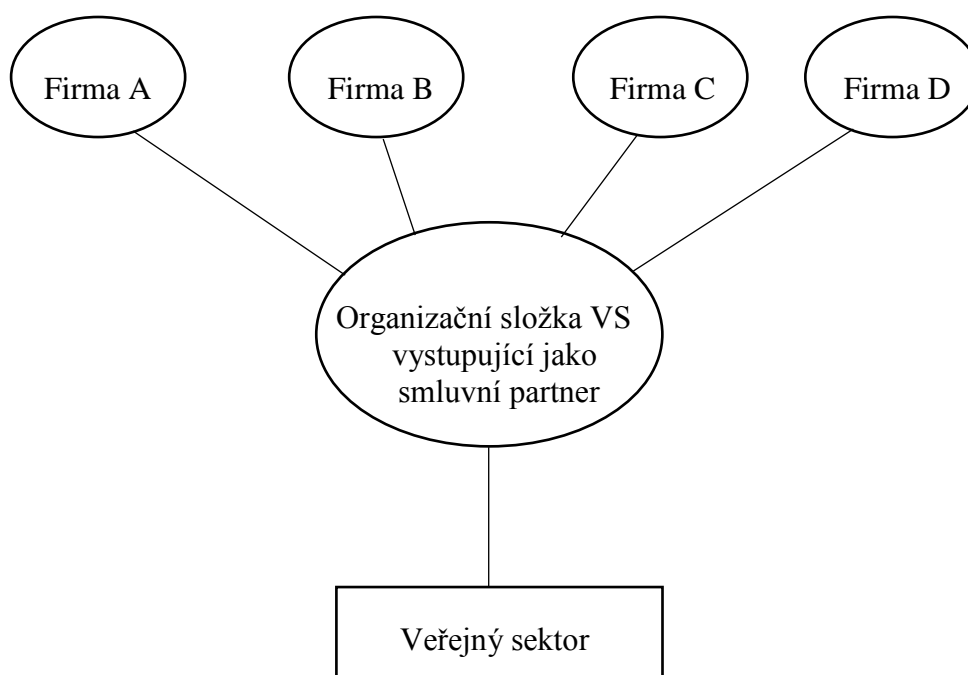 Firma A
Firma B
Firma C
Firma D
Organizační složka VS
vystupující jako
smluvní partner
Veřejný sektor